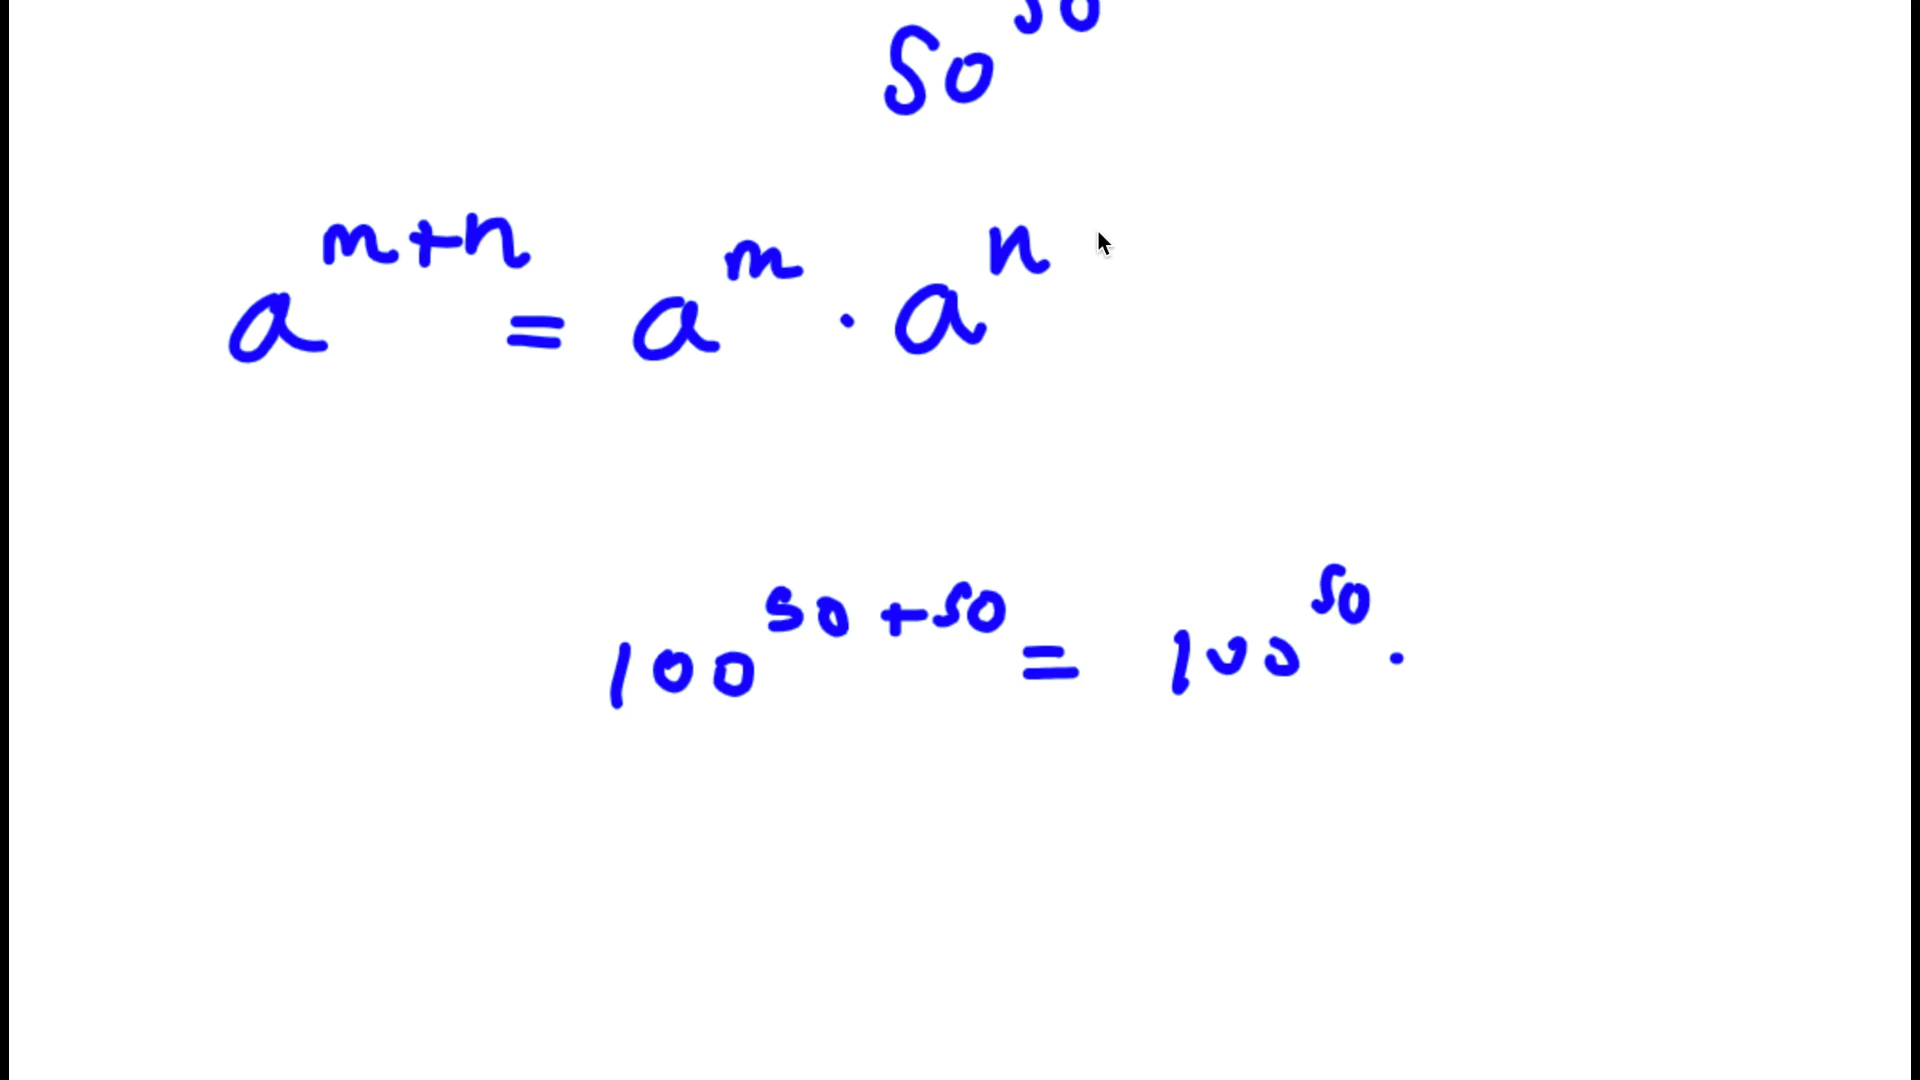 50^50
a^m+n = a^m · a^n
100^50+50 = 100^50 ·